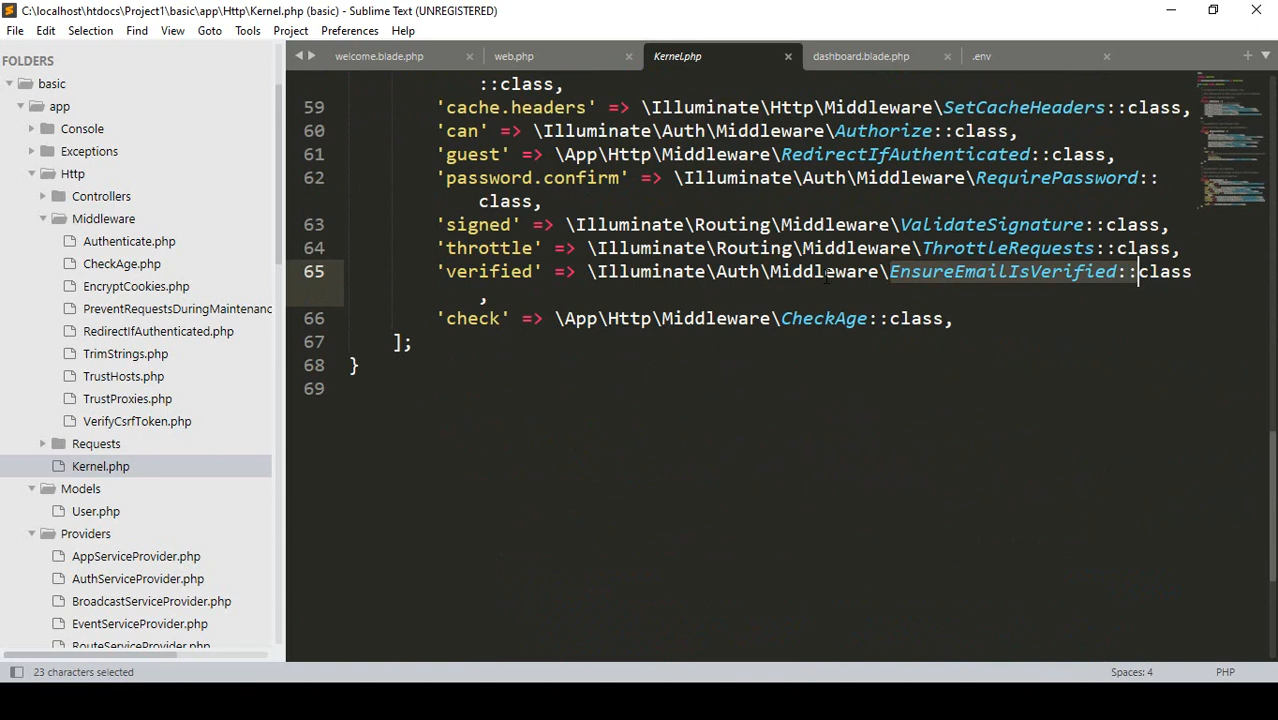 C:\localhost\htdocs\Project1\basic\app\Http\Kernel.php (basic) - Sublime Text (UNREGISTERED)
File Edit Selection Find View Goto Tools Project Preferences Help
FOLDERS
basic
app
Console
Exceptions
Http
Controllers
Middleware
Authenticate.php
CheckAge.php
EncryptCookies.php
PreventRequestsDuringMaintenance
RedirectIfAuthenticated.php
TrimStrings.php
TrustHosts.php
TrustProxies.php
VerifyCsrfToken.php
Requests
Kernel.php
Models
User.php
Providers
AppServiceProvider.php
AuthServiceProvider.php
BroadcastServiceProvider.php
EventServiceProvider.php
RouteServiceProvider.php
welcome.blade.php web.php Kernel.php dashboard.blade.php .env
::class,
59 'cache.headers' => \Illuminate\Http\Middleware\SetCacheHeaders::class,
60 'can' => \Illuminate\Auth\Middleware\Authorize::class,
61 'guest' => \App\Http\Middleware\RedirectIfAuthenticated::class,
62 'password.confirm' => \Illuminate\Auth\Middleware\RequirePassword::
class,
63 'signed' => \Illuminate\Routing\Middleware\ValidateSignature::class,
64 'throttle' => \Illuminate\Routing\Middleware\ThrottleRequests::class,
65 'verified' => \Illuminate\Auth\Middleware\EnsureEmailIsVerified::class
,
66 'check' => \App\Http\Middleware\CheckAge::class,
67 ];
68 }
69
23 characters selected Spaces: 4 PHP